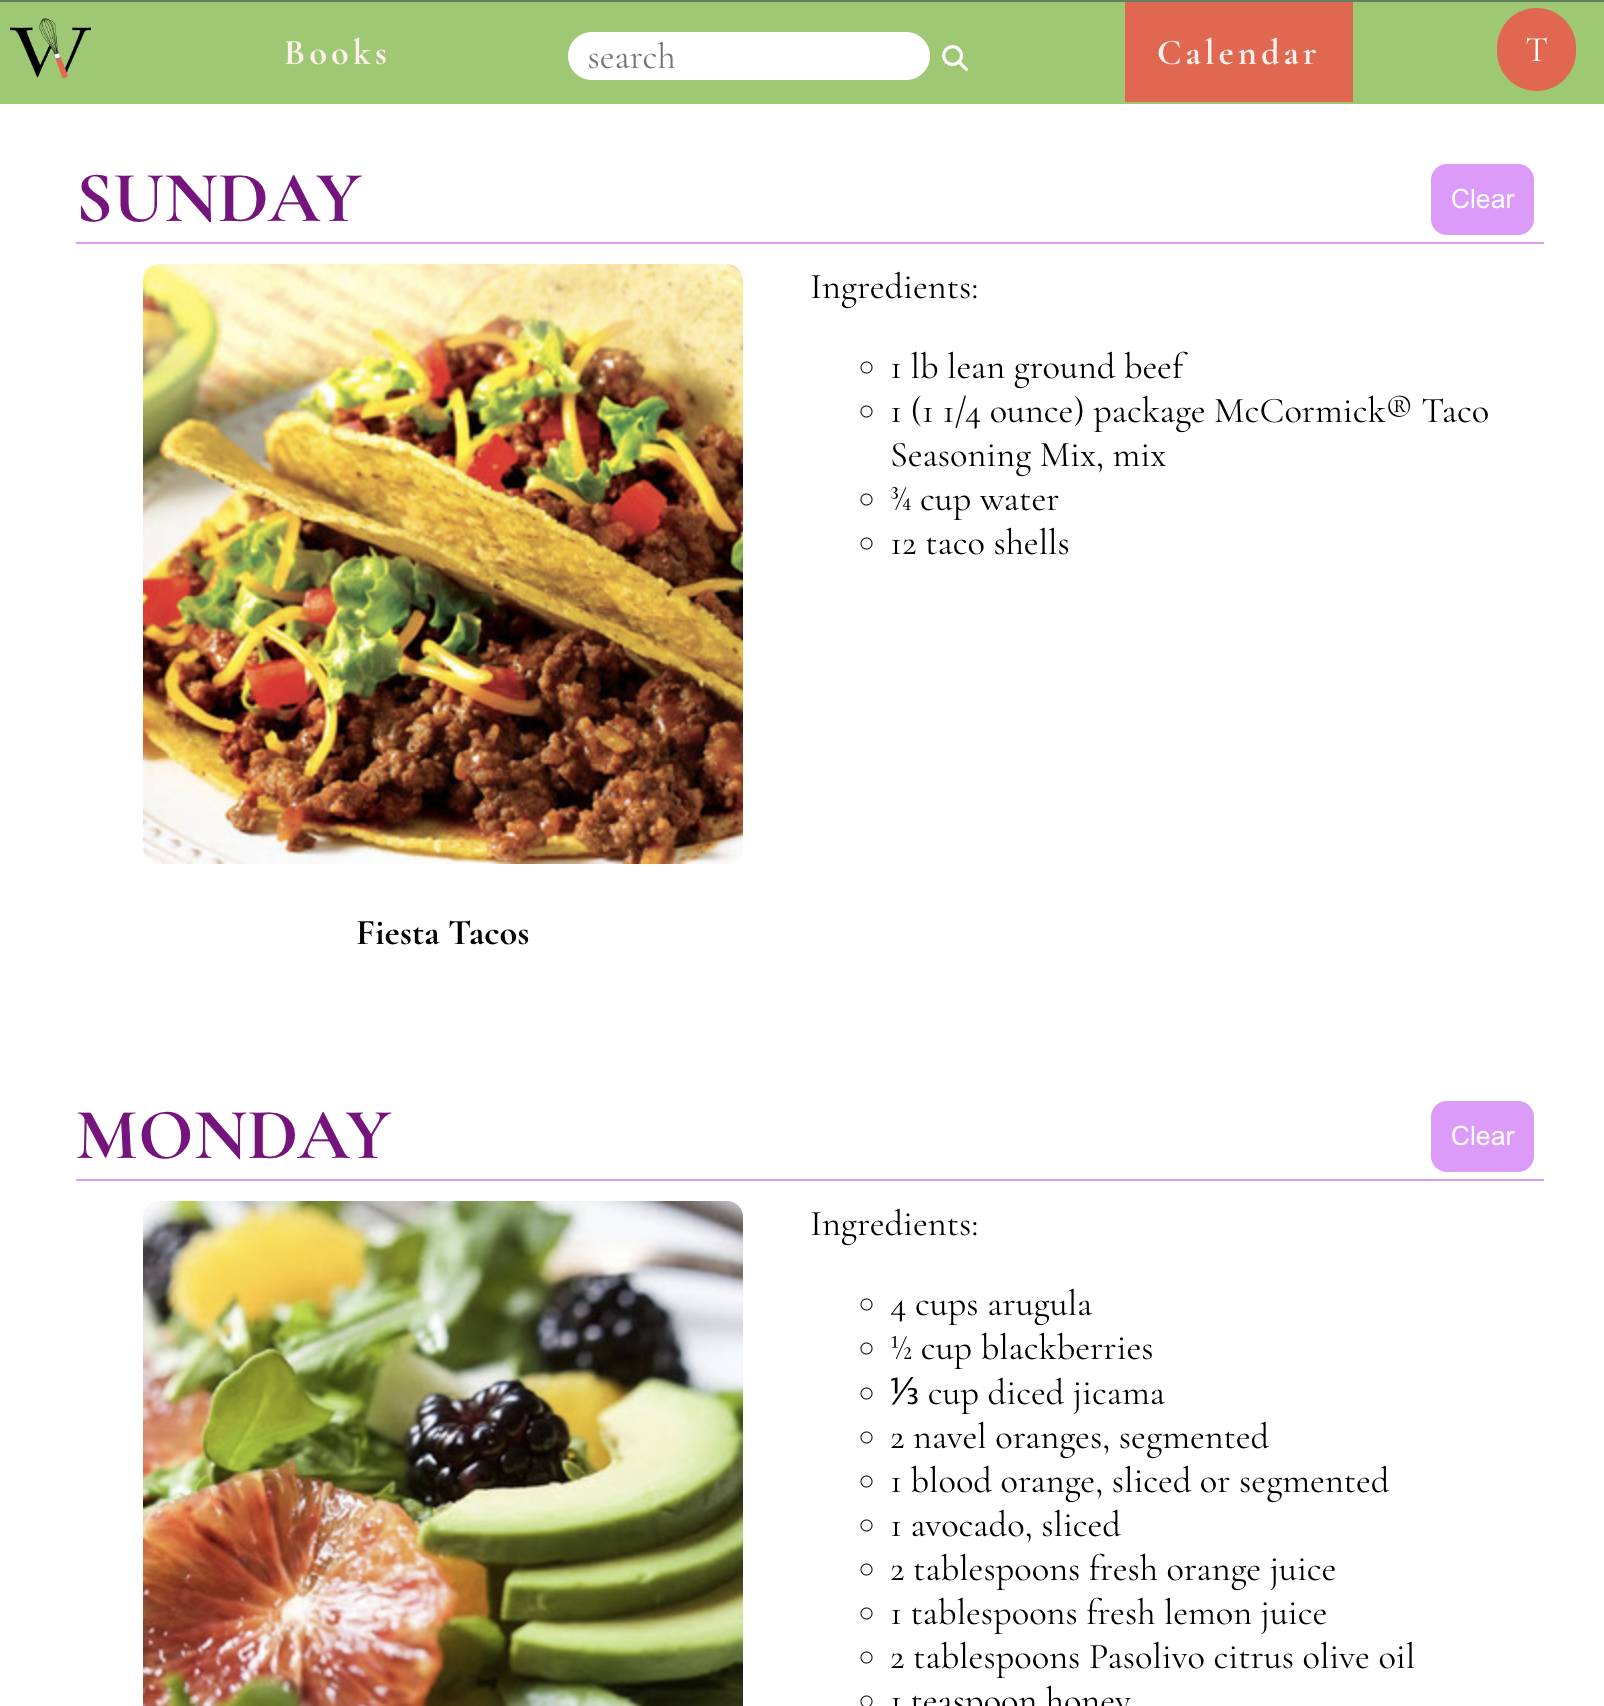 W
Books
search
Calendar
T
SUNDAY
Clear
Ingredients:
1 lb lean ground beef
1 (1 1/4 ounce) package McCormick® Taco
Seasoning Mix, mix
¾ cup water
12 taco shells
Fiesta Tacos
MONDAY
Clear
Ingredients:
4 cups arugula
½ cup blackberries
⅓ cup diced jicama
2 navel oranges, segmented
1 blood orange, sliced or segmented
1 avocado, sliced
2 tablespoons fresh orange juice
1 tablespoons fresh lemon juice
2 tablespoons Pasolivo citrus olive oil
1 teaspoon honey